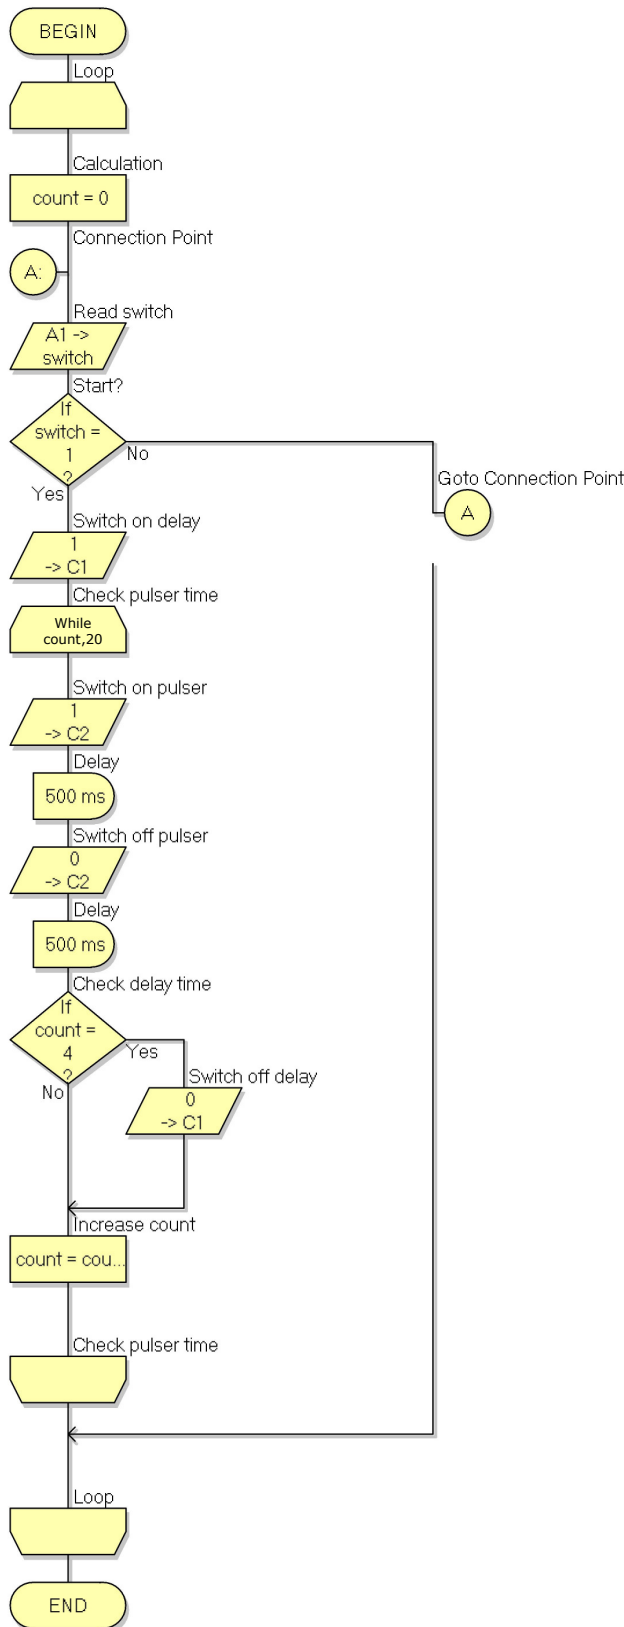 BEGIN
Loop
Calculation
count = 0
Connection Point
A:
Read switch
A1 ->
switch
Start?
If
switch =
1
?
No
Yes
Goto Connection Point
A
Switch on delay
1
-> C1
Check pulser time
While
count,20
Switch on pulser
1
-> C2
Delay
500 ms
Switch off pulser
0
-> C2
Delay
500 ms
Check delay time
If
count =
4
?
Yes
No
Switch off delay
0
-> C1
Increase count
count = cou...
Check pulser time
Loop
END